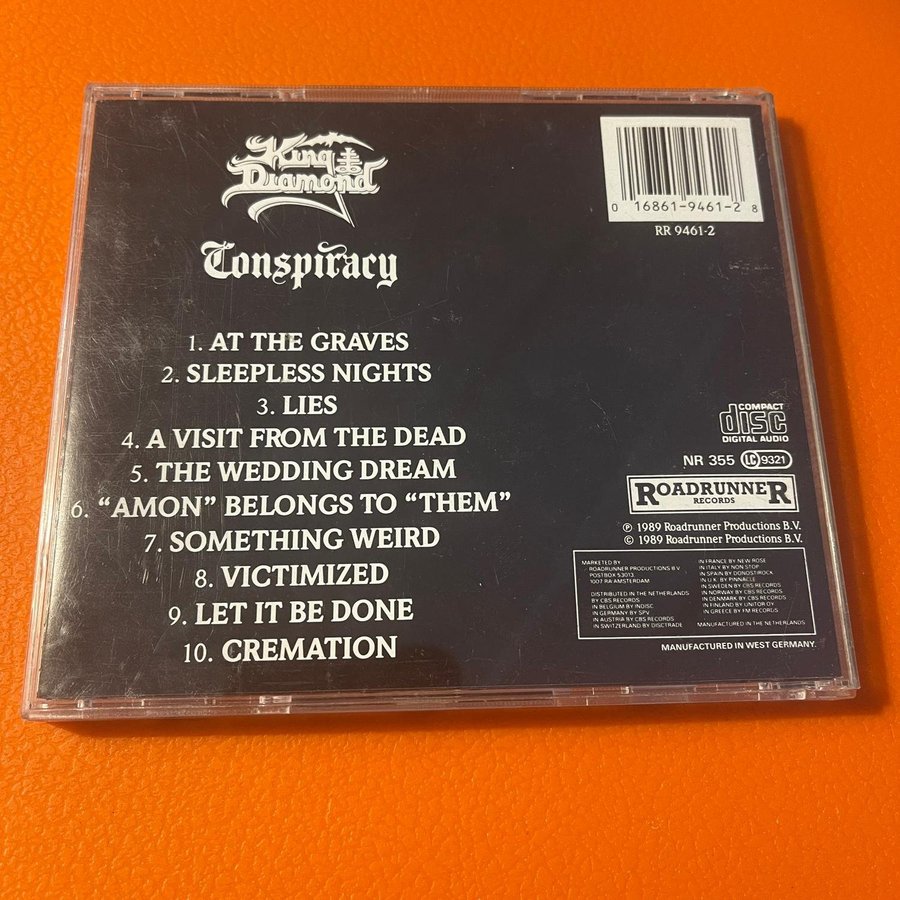 King
Diamond
Conspiracy
1. AT THE GRAVES
2. SLEEPLESS NIGHTS
3. LIES
4. A VISIT FROM THE DEAD
5. THE WEDDING DREAM
6. “AMON” BELONGS TO “THEM”
7. SOMETHING WEIRD
8. VICTIMIZED
9. LET IT BE DONE
10. CREMATION
0 16861-9461-2 8
RR 9461-2
COMPACT
disc
DIGITAL AUDIO
NR 355 LC 9321
ROADRUNNER
RECORDS
℗ 1989 Roadrunner Productions B.V.
© 1989 Roadrunner Productions B.V.
MARKETED BY
ROADRUNNER PRODUCTIONS B.V.
POSTBOX 53013
1007 RA AMSTERDAM
DISTRIBUTED IN THE NETHERLANDS
BY CBS RECORDS
IN BELGIUM BY INDISC
IN GERMANY BY SPV
IN AUSTRIA BY CBS RECORDS
IN SWITZERLAND BY DISCTRADE
IN FRANCE BY NEW ROSE
IN ITALY BY NON STOP
IN SPAIN BY DONOSTIROCK
IN U.K. BY PINNACLE
IN SWEDEN BY CBS RECORDS
IN NORWAY BY CBS RECORDS
IN DENMARK BY CBS RECORDS
IN FINLAND BY UNITOR OY
IN GREECE BY FM RECORDS
MANUFACTURED IN THE NETHERLANDS
MANUFACTURED IN WEST GERMANY.